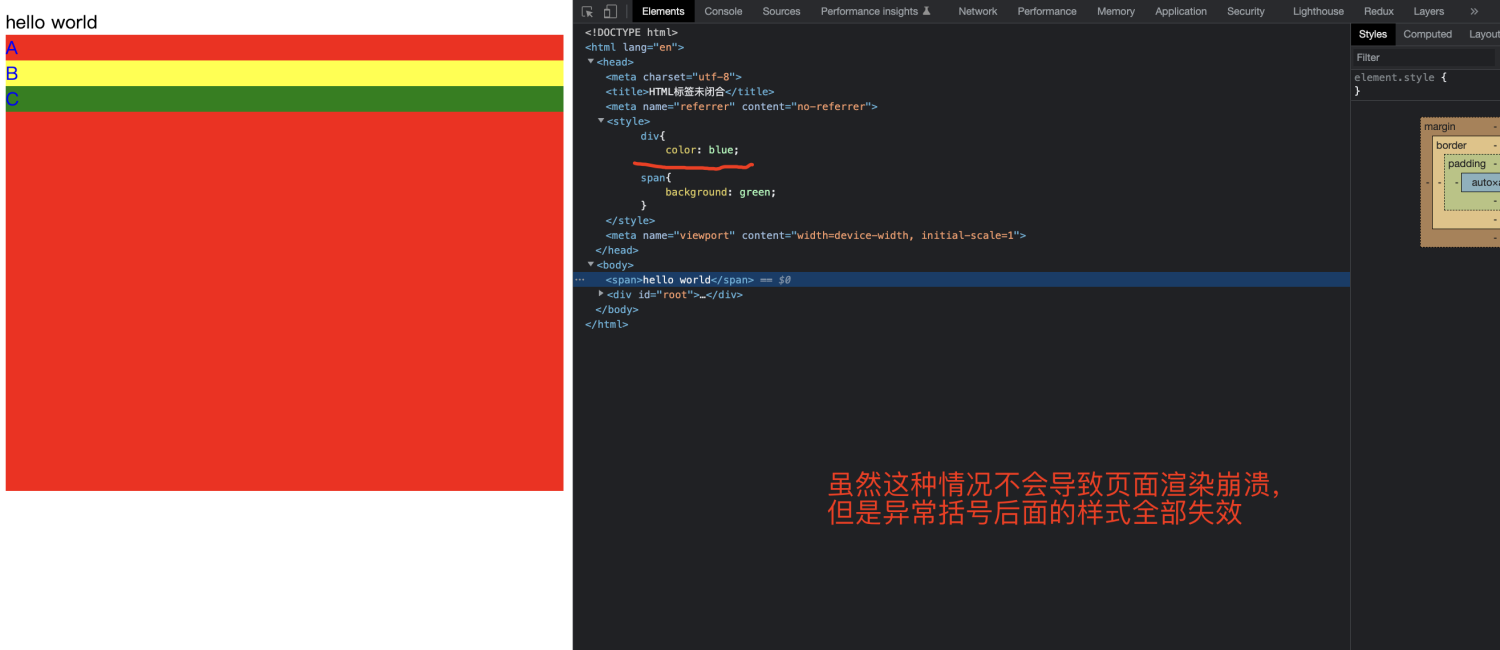 hello world
A
B
C
Elements Console Sources Performance insights Network Performance Memory Application Security Lighthouse Redux Layers »
<!DOCTYPE html>
<html lang="en">
▼<head>
<meta charset="utf-8">
<title>HTML标签未闭合</title>
<meta name="referrer" content="no-referrer">
▼<style>
div{
color: blue;
span{
background: green;
}
</style>
<meta name="viewport" content="width=device-width, initial-scale=1">
</head>
▼<body>
⋯ <span>hello world</span> == $0
▶<div id="root">…</div>
</body>
</html>
虽然这种情况不会导致页面渲染崩溃,
但是异常括号后面的样式全部失效
Styles Computed Layout
Filter
element.style {
}
margin -
border -
padding -
- - - auto×
-
-
-